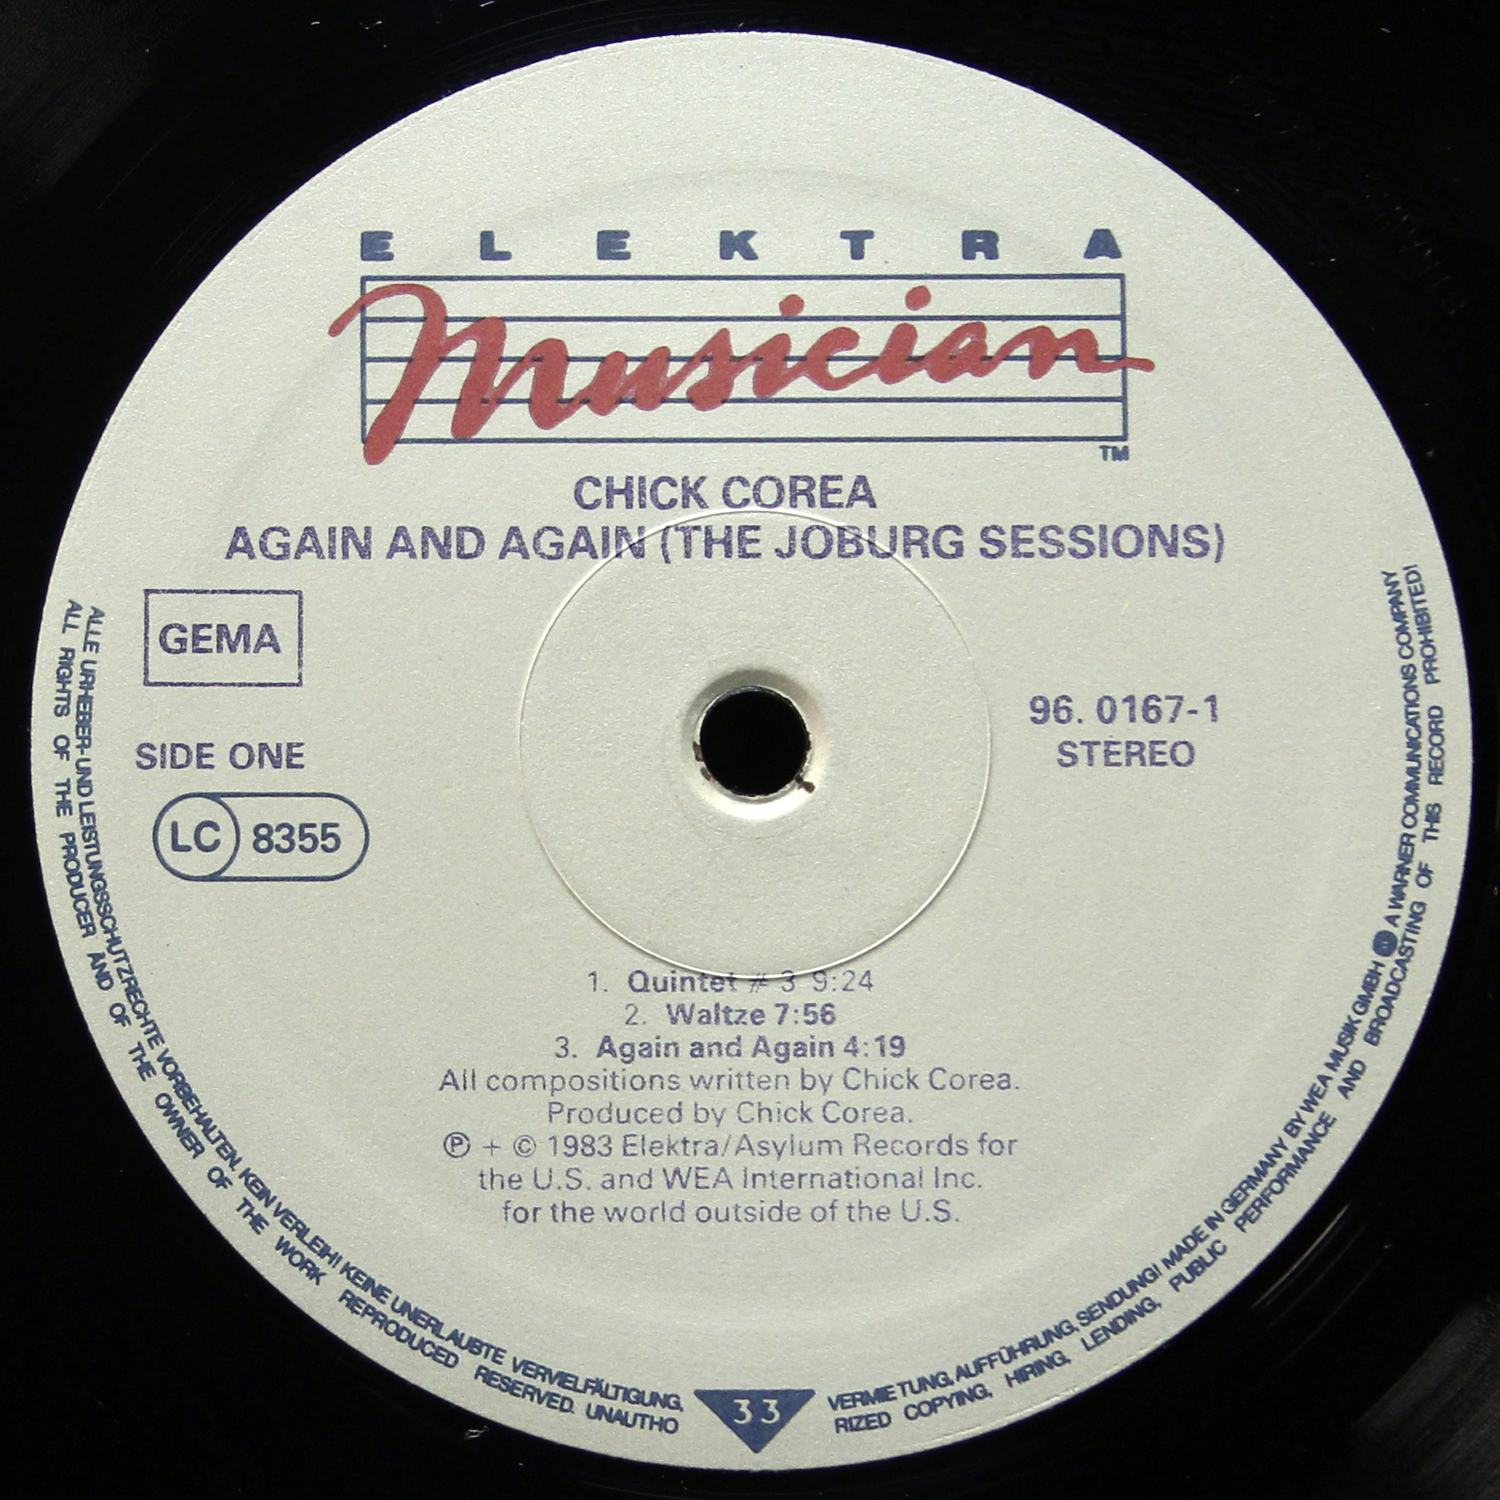 ELEKTRA
Musician
TM
CHICK COREA
AGAIN AND AGAIN (THE JOBURG SESSIONS)
GEMA
SIDE ONE
LC 8355
96. 0167-1
STEREO
1. Quintet # 3 9:24
2. Waltze 7:56
3. Again and Again 4:19
All compositions written by Chick Corea.
Produced by Chick Corea.
℗ + © 1983 Elektra/Asylum Records for
the U.S. and WEA International Inc.
for the world outside of the U.S.
ALLE URHEBER- UND LEISTUNGSSCHUTZRECHTE VORBEHALTEN. KEIN VERLEIH! KEINE UNERLAUBTE VERVIELFÄLTIGUNG, VERMIETUNG, AUFFÜHRUNG, SENDUNG! MADE IN GERMANY BY WEA MUSIK GMBH A WARNER COMMUNICATIONS COMPANY
ALL RIGHTS OF THE PRODUCER AND OF THE OWNER OF THE WORK REPRODUCED RESERVED. UNAUTHORIZED COPYING, HIRING, LENDING, PUBLIC PERFORMANCE AND BROADCASTING OF THIS RECORD PROHIBITED!
33